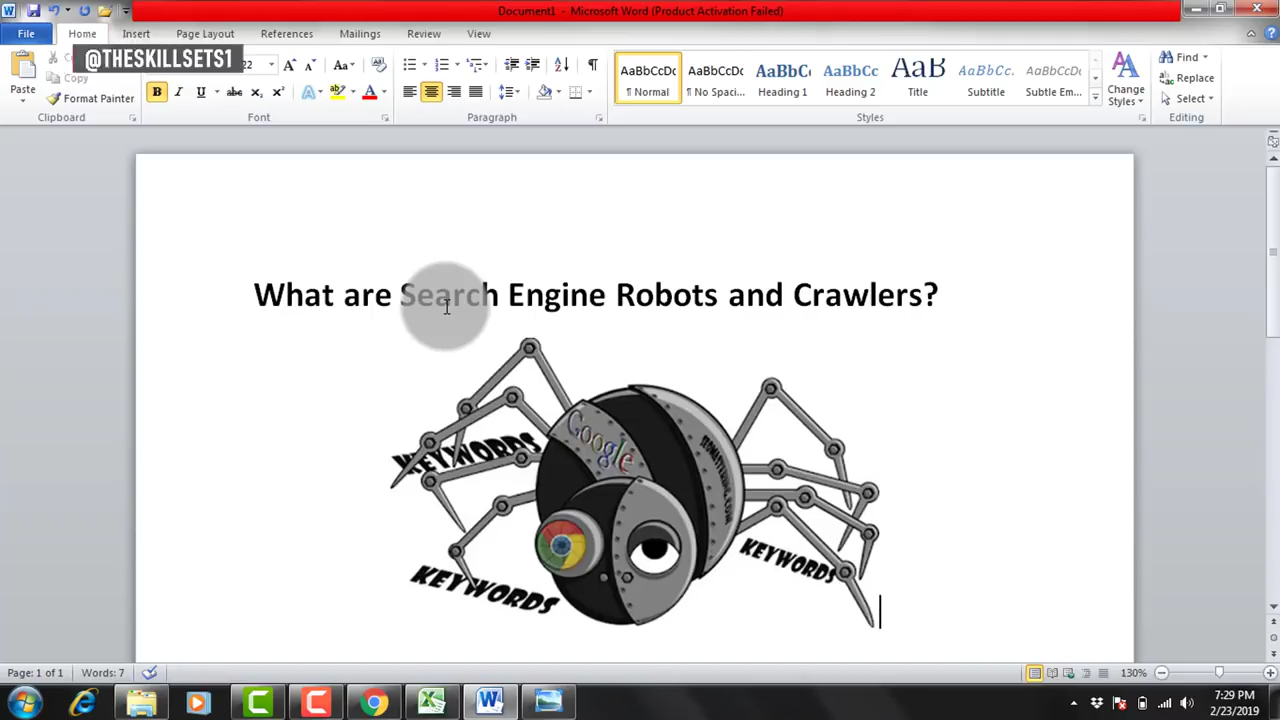 Document1 - Microsoft Word (Product Activation Failed)
File Home Insert Page Layout References Mailings Review View
@THESKILLSETS1
Paste
Copy
Format Painter
Clipboard
22
Font
Paragraph
AaBbCcDc AaBbCcDc AaBbC AaBbCc AaB AaBbCc. AaBbCcD
¶ Normal ¶ No Spaci... Heading 1 Heading 2 Title Subtitle Subtle Em...
Styles
Change
Styles
Find
Replace
Select
Editing
What are Search Engine Robots and Crawlers?
Google
KEYWORDS
KEYWORDS
KEYWORDS
Page: 1 of 1 Words: 7
130%
7:29 PM
2/23/2019